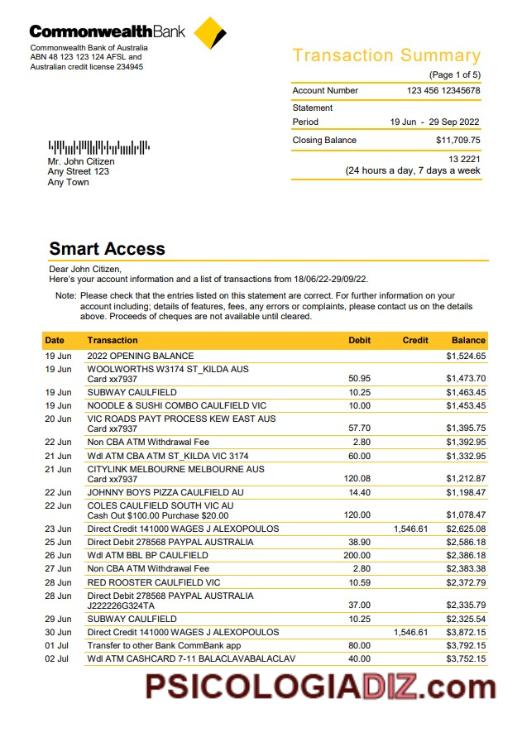 CommonwealthBank
Commonwealth Bank of Australia
ABN 48 123 123 124 AFSL and
Australian credit license 234945
Transaction Summary
(Page 1 of 5)
Account Number 123 456 12345678
Statement
Period 19 Jun - 29 Sep 2022
Closing Balance $11,709.75
13 2221
(24 hours a day, 7 days a week
Mr. John Citizen
Any Street 123
Any Town
Smart Access
Dear John Citizen,
Here's your account information and a list of transactions from 18/06/22-29/09/22.
Note: Please check that the entries listed on this statement are correct. For further information on your
account including; details of features, fees, any errors or complaints, please contact us on the details
above. Proceeds of cheques are not available until cleared.
Date Transaction Debit Credit Balance
19 Jun 2022 OPENING BALANCE $1,524.65
19 Jun WOOLWORTHS W3174 ST_KILDA AUS
Card xx7937 50.95 $1,473.70
19 Jun SUBWAY CAULFIELD 10.25 $1,463.45
19 Jun NOODLE & SUSHI COMBO CAULFIELD VIC 10.00 $1,453.45
20 Jun VIC ROADS PAYT PROCESS KEW EAST AUS
Card xx7937 57.70 $1,395.75
22 Jun Non CBA ATM Withdrawal Fee 2.80 $1,392.95
21 Jun Wdl ATM CBA ATM ST_KILDA VIC 3174 60.00 $1,332.95
21 Jun CITYLINK MELBOURNE MELBOURNE AUS
Card xx7937 120.08 $1,212.87
22 Jun JOHNNY BOYS PIZZA CAULFIELD AU 14.40 $1,198.47
22 Jun COLES CAULFIELD SOUTH VIC AU
Cash Out $100.00 Purchase $20.00 120.00 $1,078.47
23 Jun Direct Credit 141000 WAGES J ALEXOPOULOS 1,546.61 $2,625.08
25 Jun Direct Debit 278568 PAYPAL AUSTRALIA 38.90 $2,586.18
26 Jun Wdl ATM BBL BP CAULFIELD 200.00 $2,386.18
27 Jun Non CBA ATM Withdrawal Fee 2.80 $2,383.38
28 Jun RED ROOSTER CAULFIELD VIC 10.59 $2,372.79
28 Jun Direct Debit 278568 PAYPAL AUSTRALIA
J222226G324TA 37.00 $2,335.79
29 Jun SUBWAY CAULFIELD 10.25 $2,325.54
30 Jun Direct Credit 141000 WAGES J ALEXOPOULOS 1,546.61 $3,872.15
01 Jul Transfer to other Bank CommBank app 80.00 $3,792.15
02 Jul Wdl ATM CASHCARD 7-11 BALACLAVABALACLAV 40.00 $3,752.15
PSICOLOGIADIZ.com